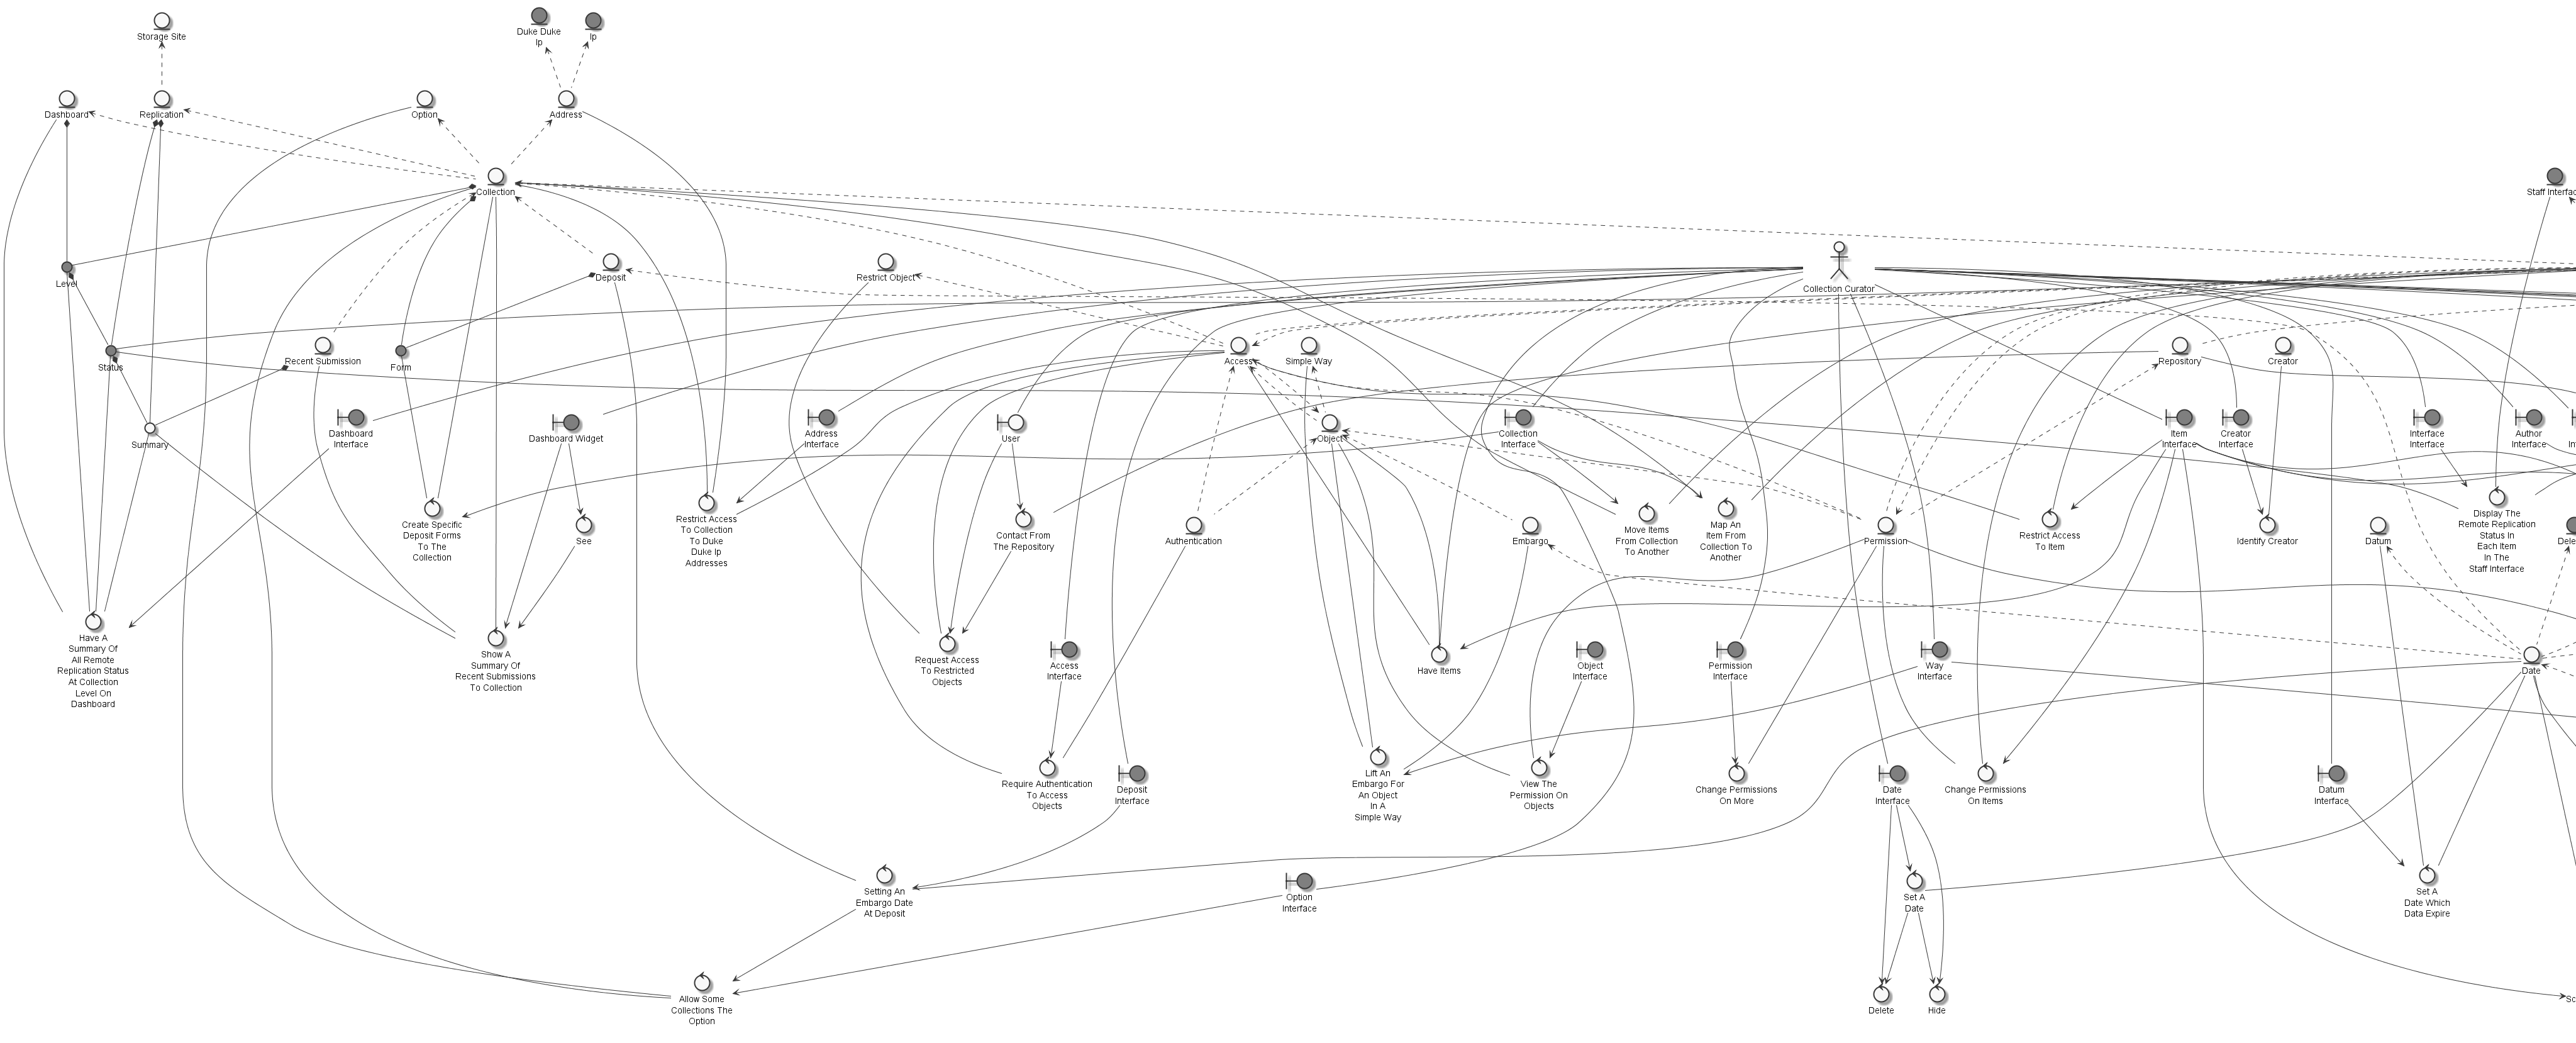 Duke Duke
Ip
Ip
Storage Site
Dashboard
Replication
Option
Address
Collection
Staff Interfac
Level
Deposit
Restrict Object
Collection Curator
Status
Recent Submission
Form
Access
Simple Way
Repository
Creator
Summary
Dashboard
Interface
Dashboard Widget
Address
Interface
User
Object
Collection
Interface
Item
Interface
Creator
Interface
Interface
Interface
Author
Interface
Create Specific
Deposit Forms
To The
Collection
See
Restrict Access
To Collection
To Duke
Duke Ip
Addresses
Contact From
The Repository
Authentication
Embargo
Move Items
From Collection
To Another
Map An
Item From
Collection To
Another
Permission
Restrict Access
To Item
Identify Creator
Datum
Display The
Remote Replication
Status In
Each Item
In The
Staff Interface
Dele
Have A
Summary Of
All Remote
Replication Status
At Collection
Level On
Dashboard
Show A
Summary Of
Recent Submissions
To Collection
Request Access
To Restricted
Objects
Access
Interface
Have Items
Object
Interface
Permission
Interface
Way
Interface
Date
Require Authentication
To Access
Objects
Deposit
Interface
Lift An
Embargo For
An Object
In A
Simple Way
View The
Permission On
Objects
Change Permissions
On More
Date
Interface
Change Permissions
On Items
Datum
Interface
Setting An
Embargo Date
At Deposit
Option
Interface
Set A
Date
Set A
Date Which
Data Expire
Allow Some
Collections The
Option
Delete
Hide
Sc